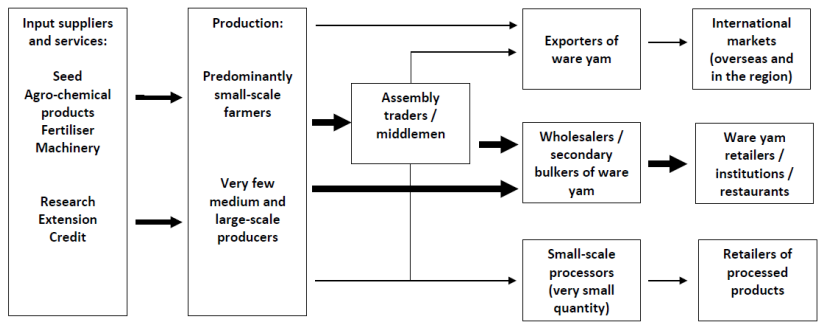 Input suppliers
and services:
Seed
Agro-chemical
products
Fertiliser
Machinery
Research
Extension
Credit
Production:
Predominantly
small-scale
farmers
Very few
medium and
large-scale
producers
Assembly
traders /
middlemen
Exporters of
ware yam
International
markets
(overseas and
in the region)
Wholesalers /
secondary
bulkers of ware
yam
Ware yam
retailers /
institutions /
restaurants
Small-scale
processors
(very small
quantity)
Retailers of
processed
products